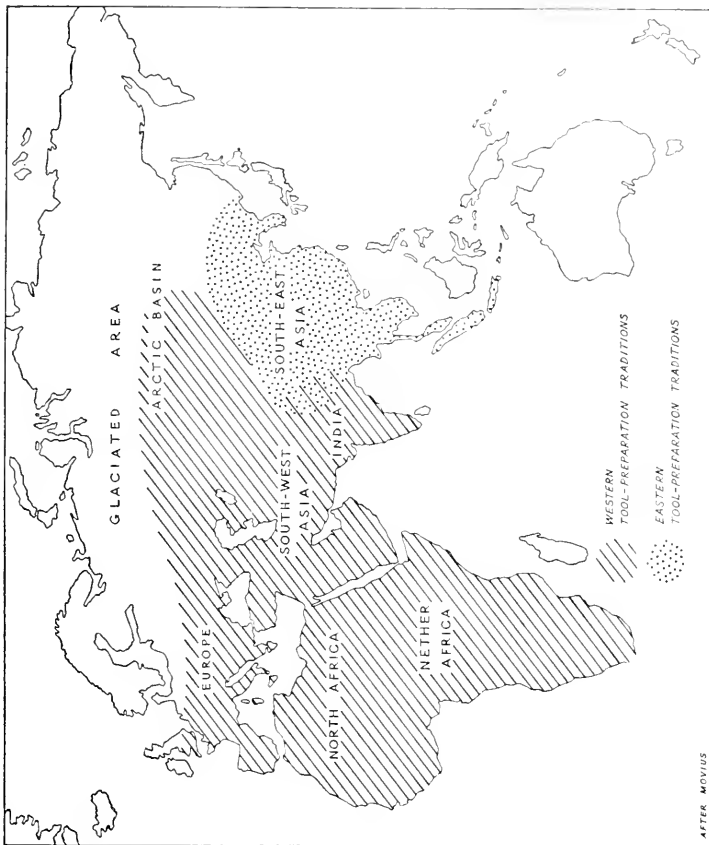 GLACIATED AREA
ARCTIC BASIN
EUROPE
SOUTH-WEST
ASIA
SOUTH-EAST
ASIA
INDIA
NORTH AFRICA
NETHER
AFRICA
WESTERN
TOOL-PREPARATION TRADITIONS
EASTERN
TOOL-PREPARATION TRADITIONS
AFTER MOVIUS